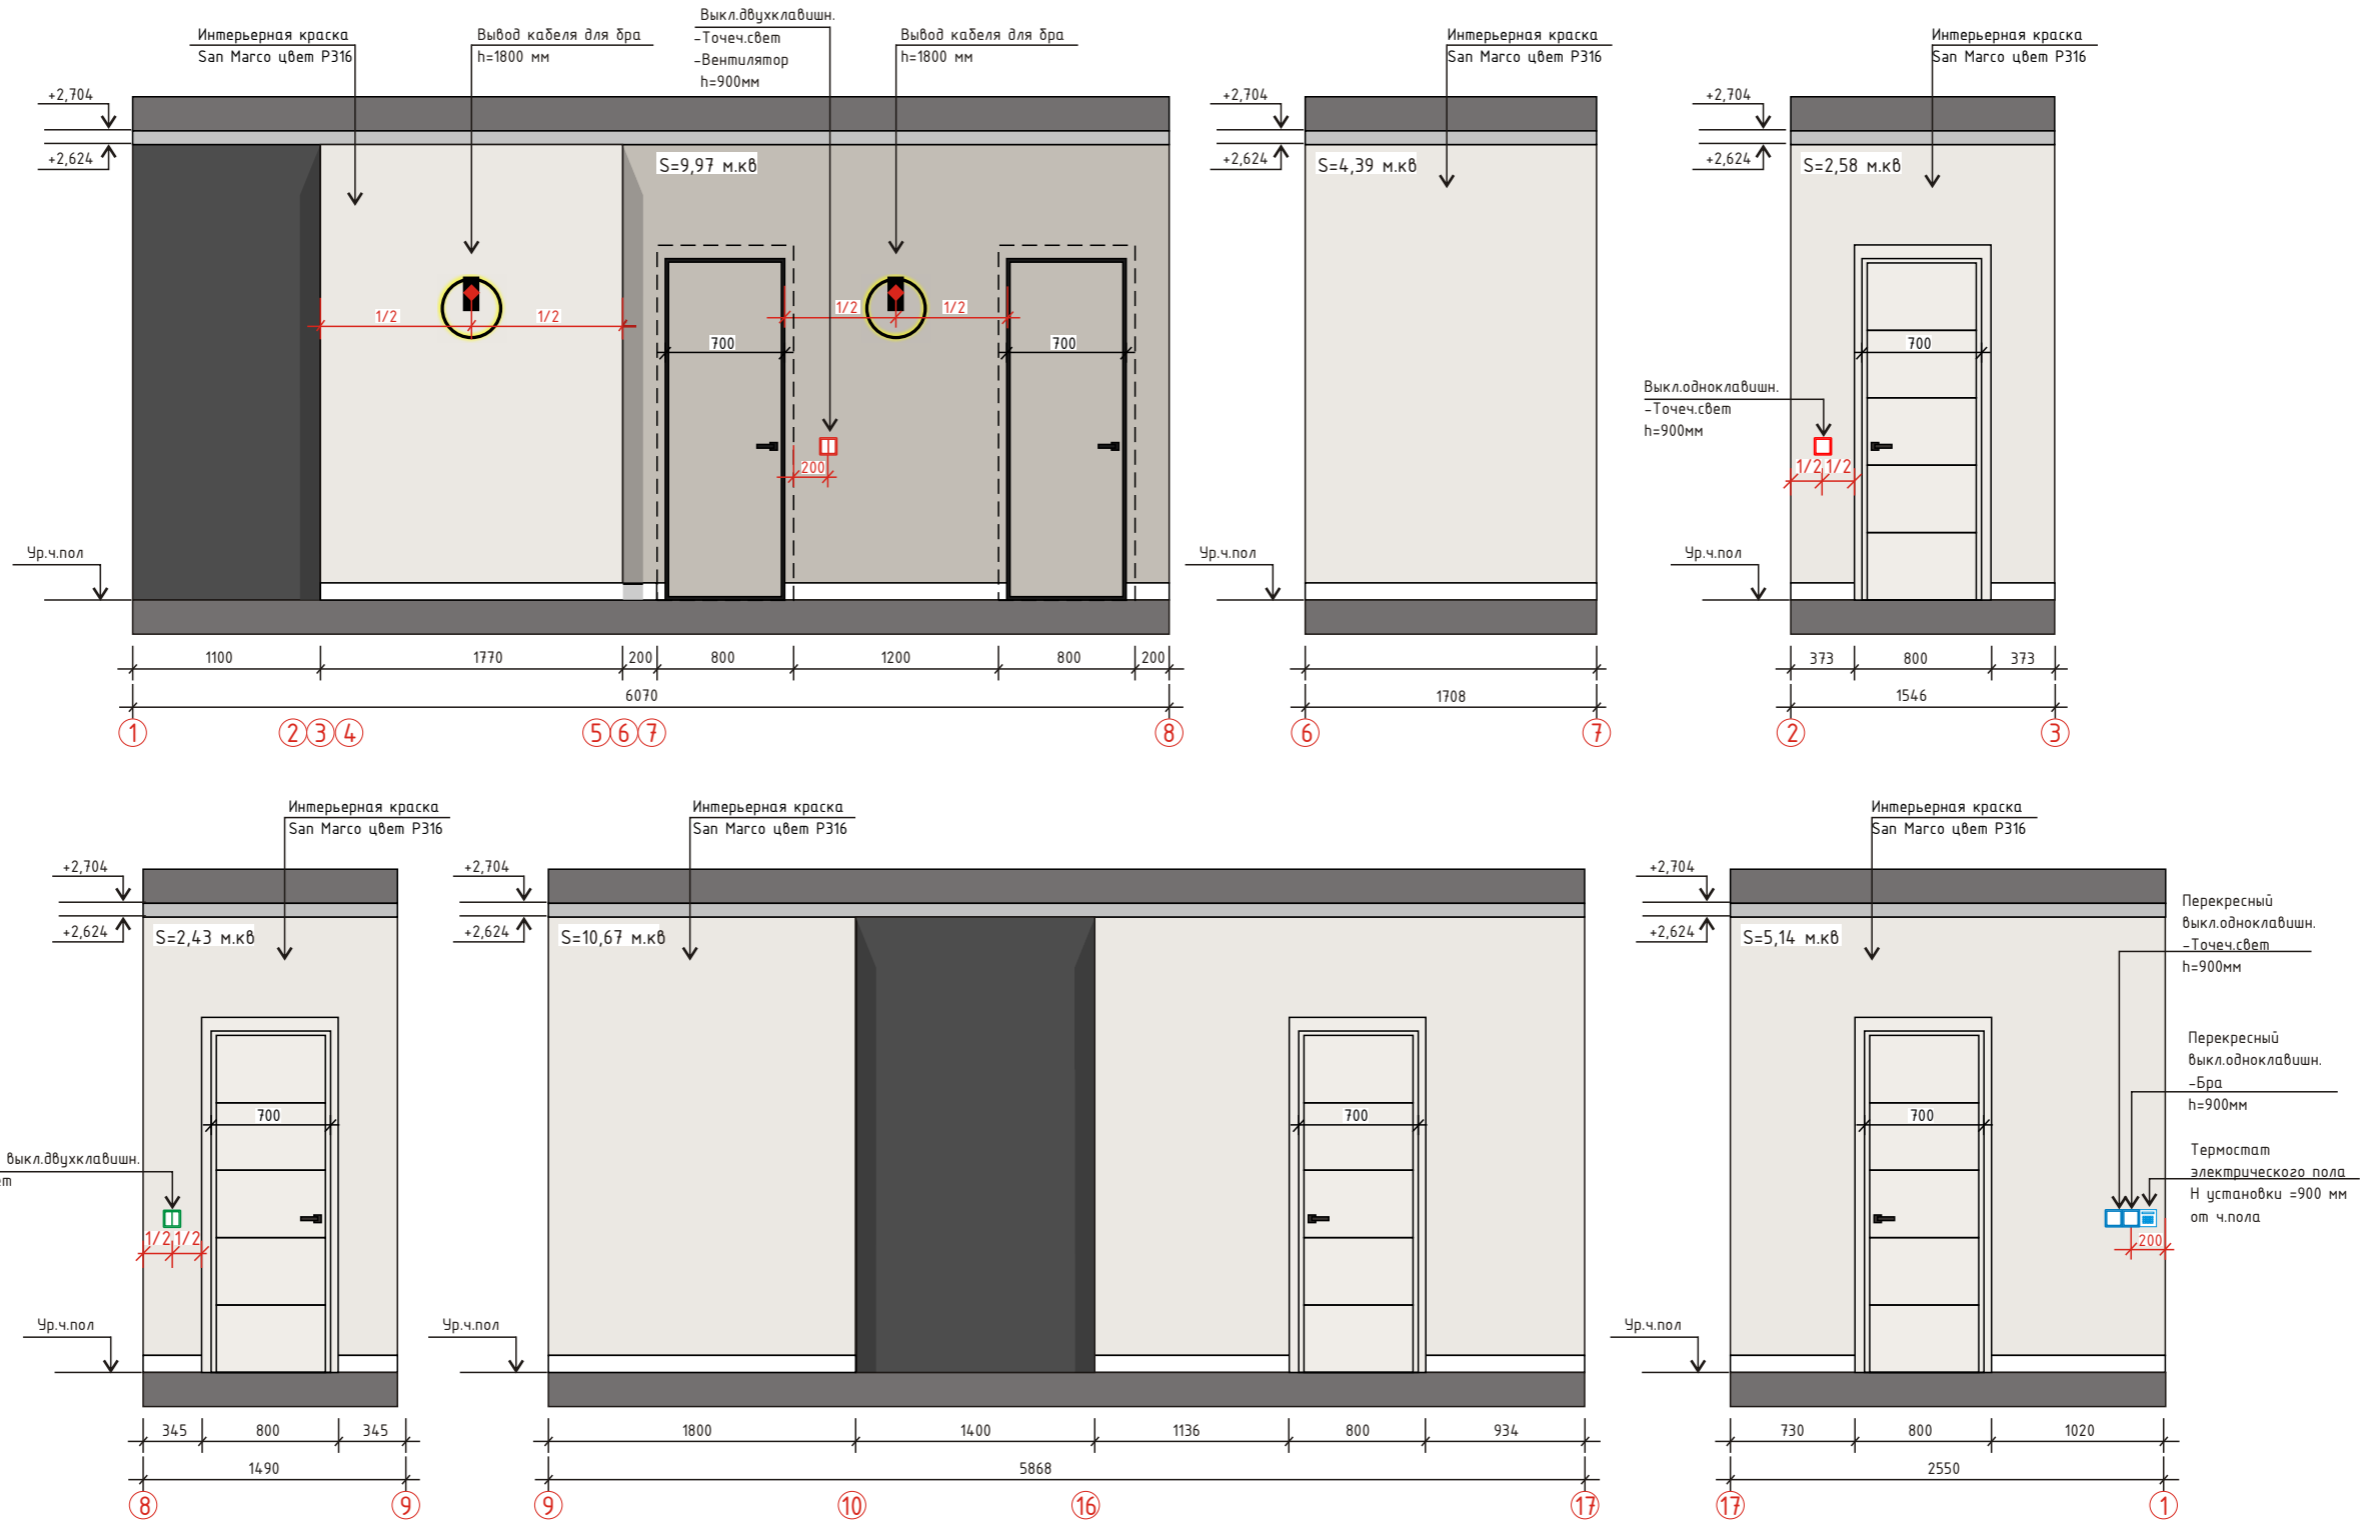 Интерьерная краска
San Marco цвет P316
Вывод кабеля для бра
h=1800 мм
Выкл.двухклавишн.
-Точеч.свет
-Вентилятор
h=900мм
Вывод кабеля для бра
h=1800 мм
+2,704
+2,624
S=9,97 м.кв
1/2
1/2
1/2
1/2
700
700
200
Ур.ч.пол
1100
1770
200
800
1200
800
200
6070
1
2
3
4
5
6
7
8
Интерьерная краска
San Marco цвет P316
+2,704
+2,624
S=4,39 м.кв
Ур.ч.пол
1708
6
7
Интерьерная краска
San Marco цвет P316
+2,704
+2,624
S=2,58 м.кв
700
Выкл.одноклавишн.
-Точеч.свет
h=900мм
1/2
1/2
Ур.ч.пол
373
800
373
1546
2
3
Интерьерная краска
San Marco цвет P316
+2,704
+2,624
S=2,43 м.кв
700
выкл.двухклавишн.
ет
1/2
1/2
Ур.ч.пол
345
800
345
1490
8
9
Интерьерная краска
San Marco цвет P316
+2,704
+2,624
S=10,67 м.кв
700
Ур.ч.пол
1800
1400
1136
800
934
5868
9
10
16
17
Интерьерная краска
San Marco цвет P316
+2,704
+2,624
S=5,14 м.кв
700
Перекресный
выкл.одноклавишн.
-Точеч.свет
h=900мм
Перекресный
выкл.одноклавишн.
-Бра
h=900мм
Термостат
электрического пола
Н установки =900 мм
от ч.пола
200
Ур.ч.пол
730
800
1020
2550
17
1